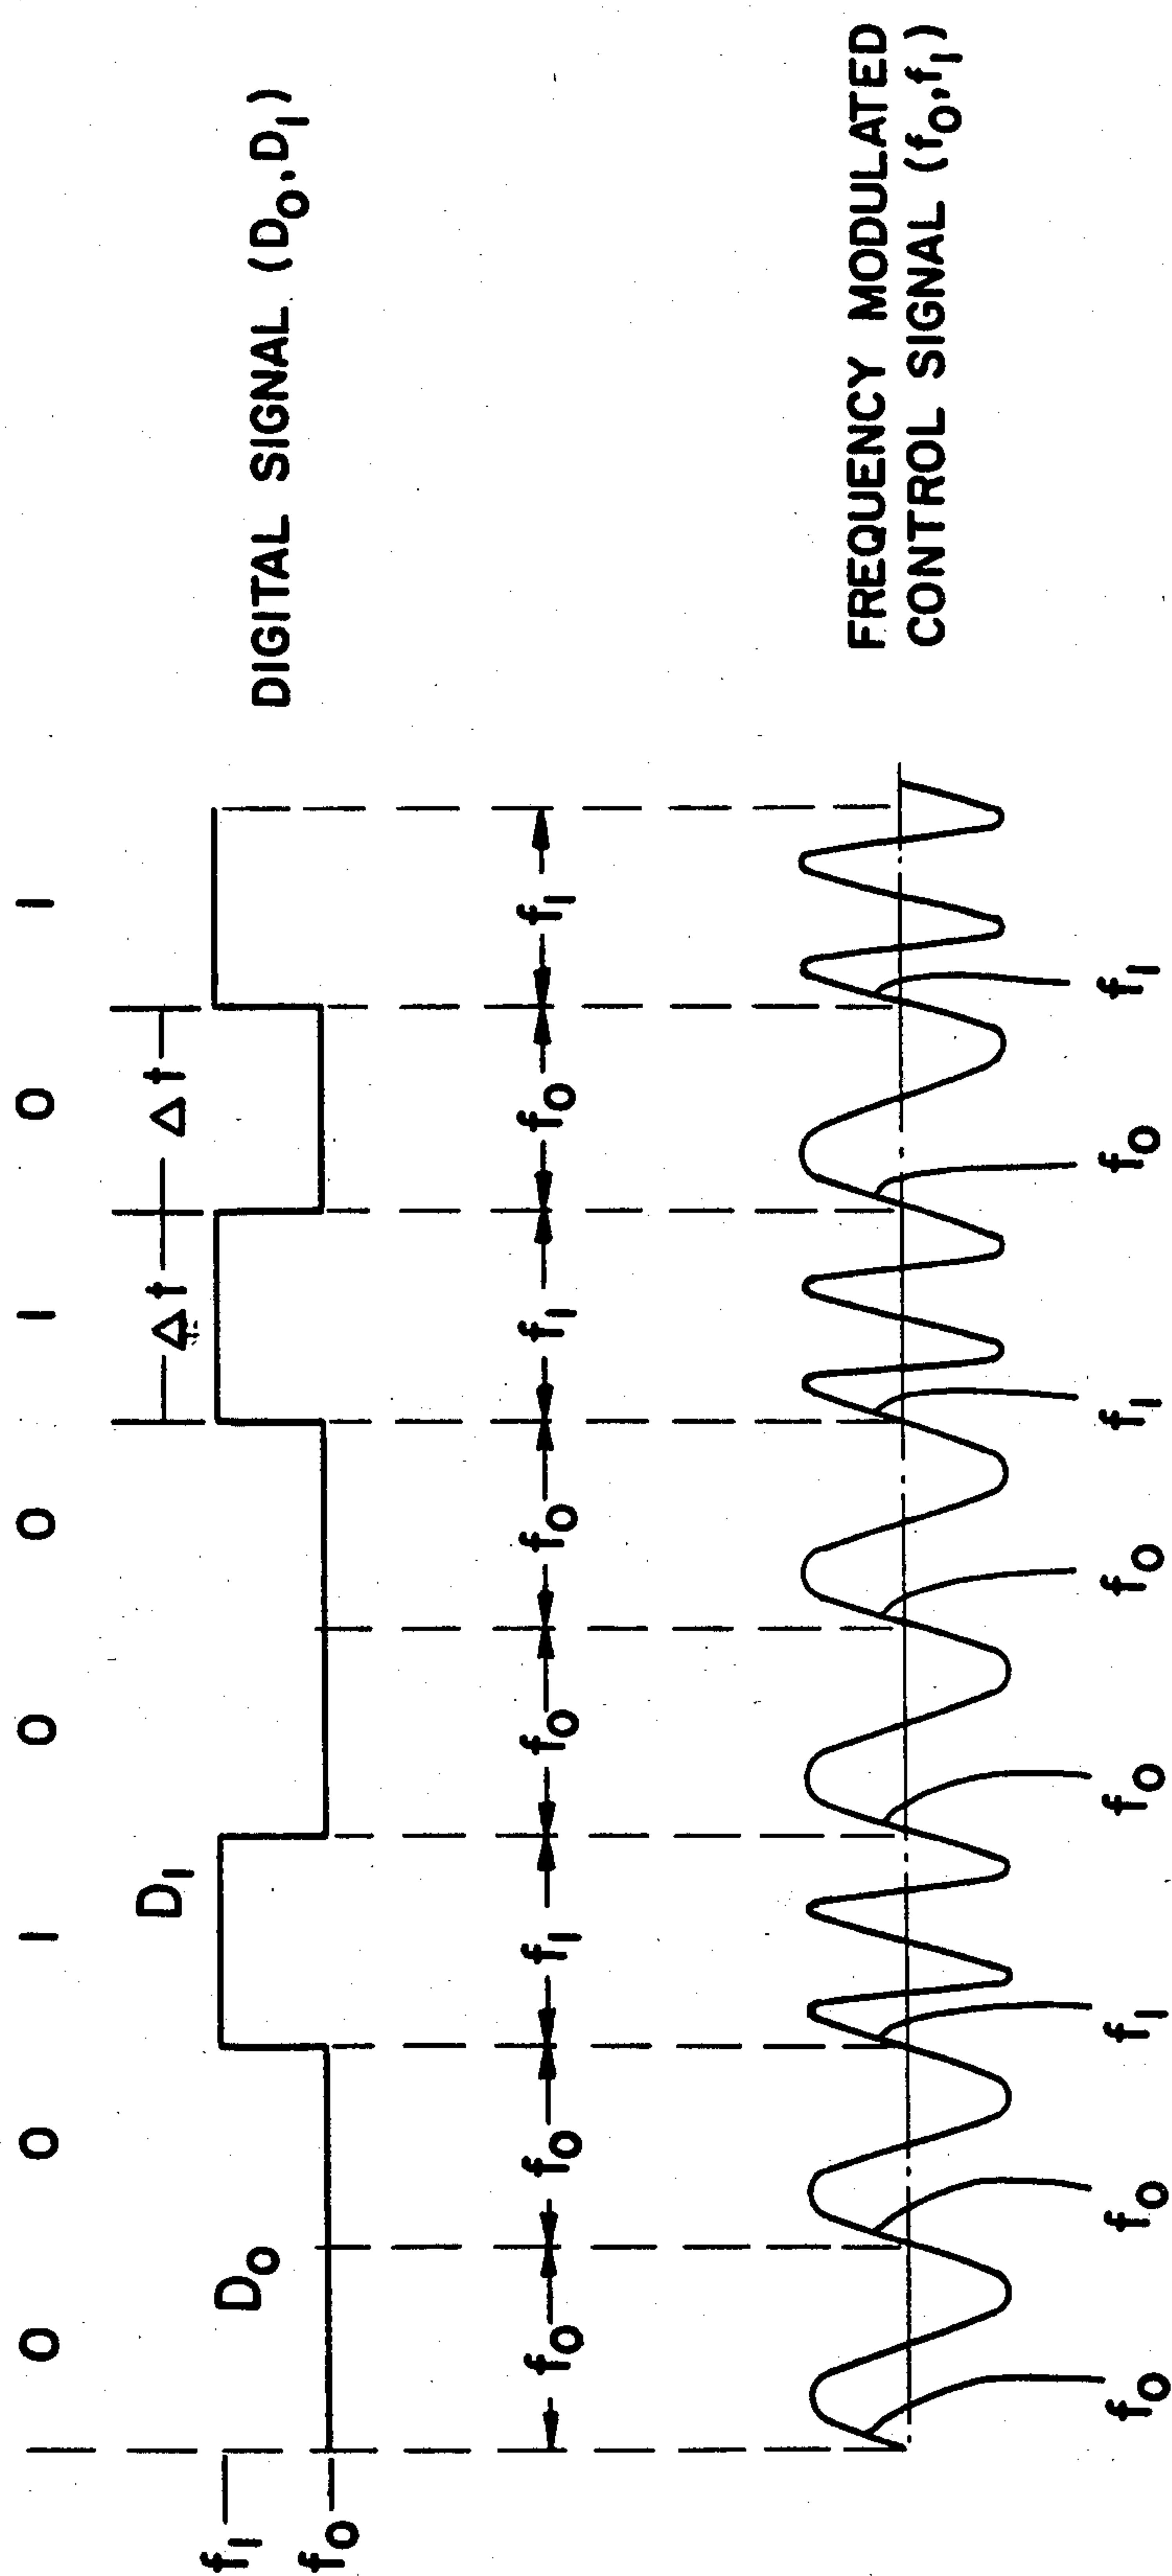 0 0 1 0 0 1 0 1
Δt Δt
D0 D1
f1
f0
DIGITAL SIGNAL (D0,D1)
f0 f0 f1 f0 f0 f1 f0 f1
FREQUENCY MODULATED
CONTROL SIGNAL (f0,f1)
f0 f0 f1 f0 f0 f1 f0 f1